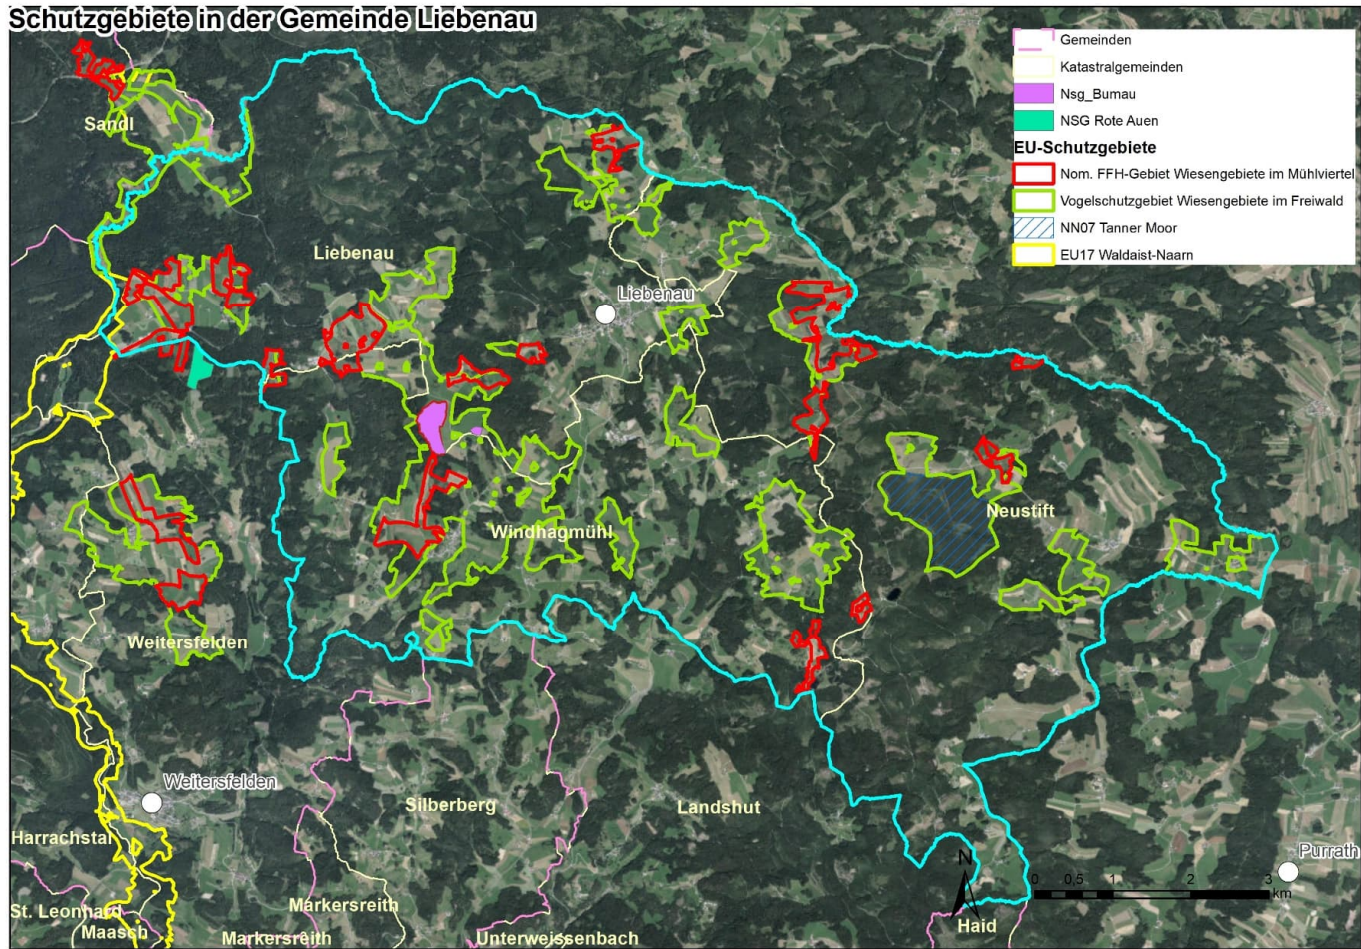 Schutzgebiete in der Gemeinde Liebenau
Gemeinden
Katastralgemeinden
Nsg_Bumau
NSG Rote Auen
EU-Schutzgebiete
Nom. FFH-Gebiet Wiesengebiete im Mühlviertel
Vogelschutzgebiet Wiesengebiete im Freiwald
NN07 Tanner Moor
EU17 Waldaist-Naarn
Sandl
Liebenau
Liebenau
Neustift
Windhagmühl
Weitersfelden
Weitersfelden
Silberberg
Landshut
Harrachstal
Purrath
N
0 0,5 1 2 3
km
Markersreith
St. Leonhard
Maasch
Markersreith
Unterweissenbach
Haid